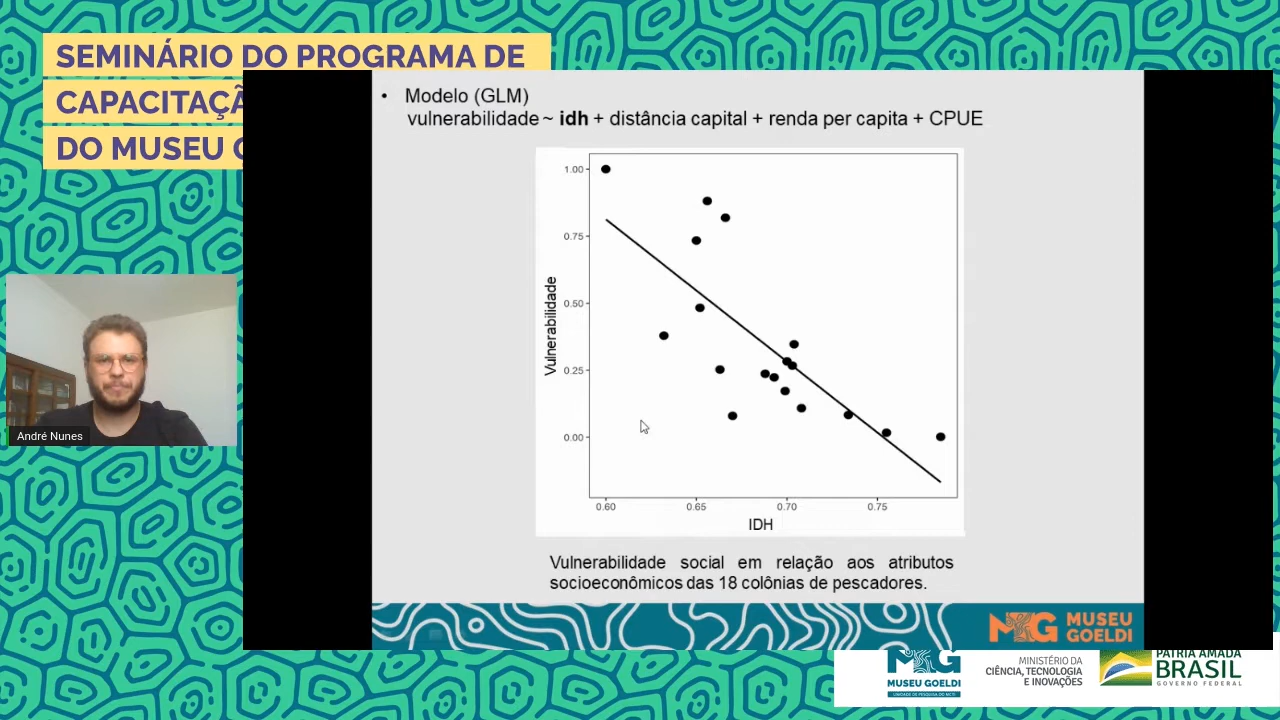 SEMINÁRIO DO PROGRAMA DE
CAPACITAÇÃ
DO MUSEU G
• Modelo (GLM)
vulnerabilidade ~ idh + distância capital + renda per capita + CPUE
1.00
0.75
0.50
0.25
0.00
Vulnerabilidade
0.60 0.65 0.70 0.75
IDH
Vulnerabilidade social em relação aos atributos
socioeconômicos das 18 colônias de pescadores.
André Nunes
MG MUSEU
GOELDI
MUSEU GOELDI
UNIDADE DE PESQUISA DO MCTI
MINISTÉRIO DA
CIÊNCIA, TECNOLOGIA
E INOVAÇÕES
PÁTRIA AMADA
BRASIL
GOVERNO FEDERAL